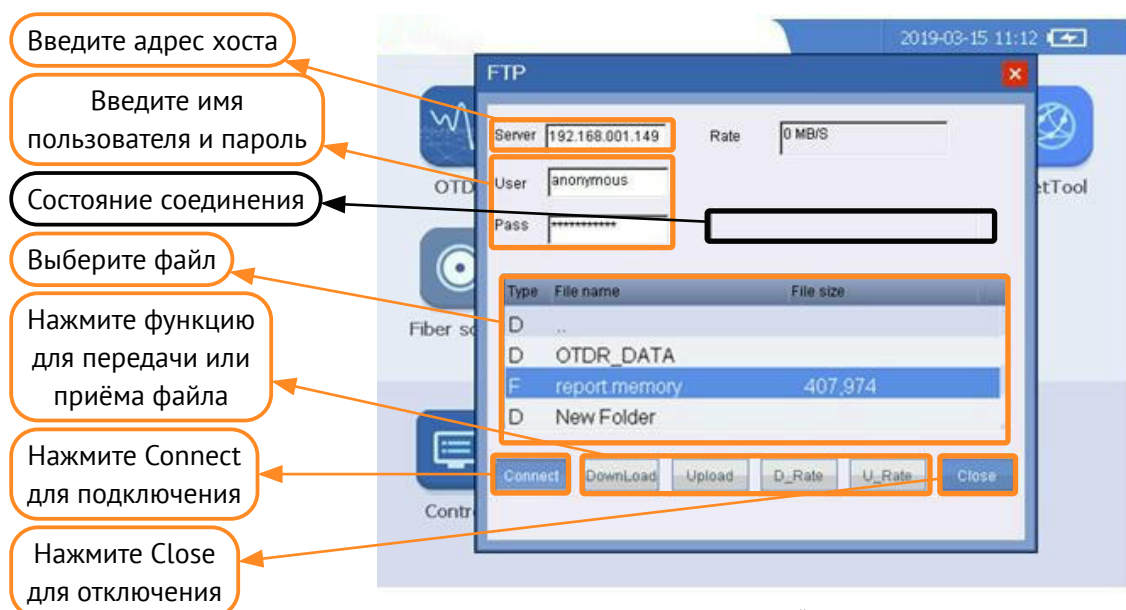 Введите адрес хоста
Введите имя
пользователя и пароль
Состояние соединения
Выберите файл
Нажмите функцию
для передачи или
приёма файла
Нажмите Connect
для подключения
Нажмите Close
для отключения
2019-03-15 11:12
FTP
Server 192.168.001.149 Rate 0 MB/S
User anonymous
Pass ***********
Type File name File size
D ..
D OTDR_DATA
F report.memory 407,974
D New Folder
Connect DownLoad Upload D_Rate U_Rate Close
OTD
etTool
Fiber sc
Contr